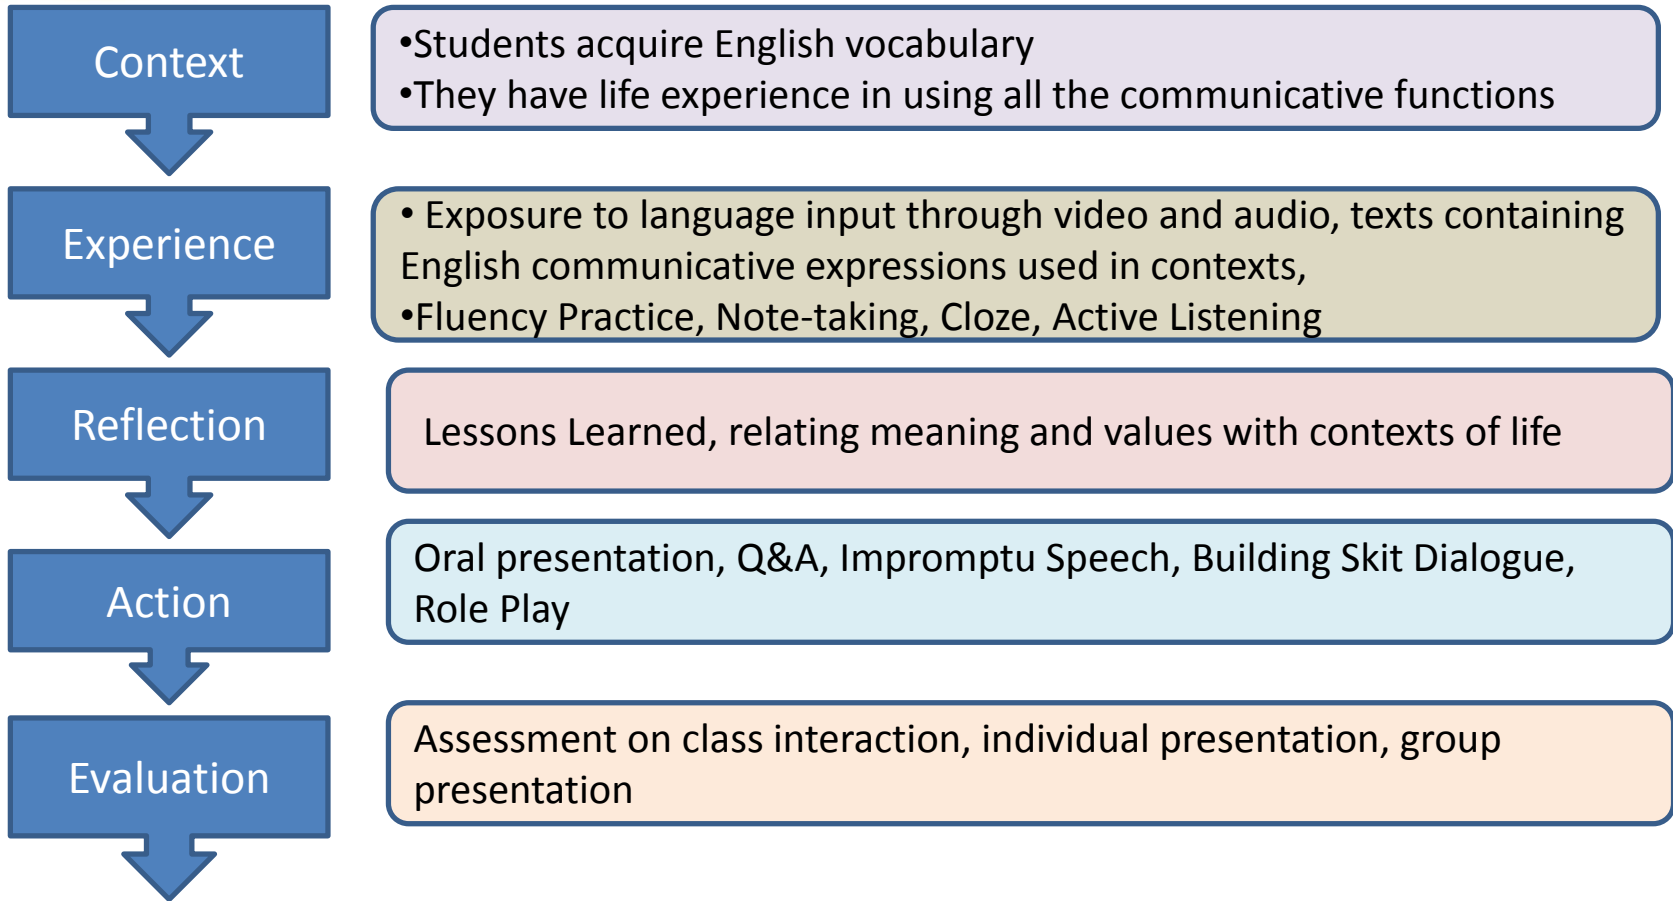 Context
•Students acquire English vocabulary
•They have life experience in using all the communicative functions
Experience
• Exposure to language input through video and audio, texts containing
English communicative expressions used in contexts,
•Fluency Practice, Note-taking, Cloze, Active Listening
Reflection
Lessons Learned, relating meaning and values with contexts of life
Action
Oral presentation, Q&A, Impromptu Speech, Building Skit Dialogue,
Role Play
Evaluation
Assessment on class interaction, individual presentation, group
presentation